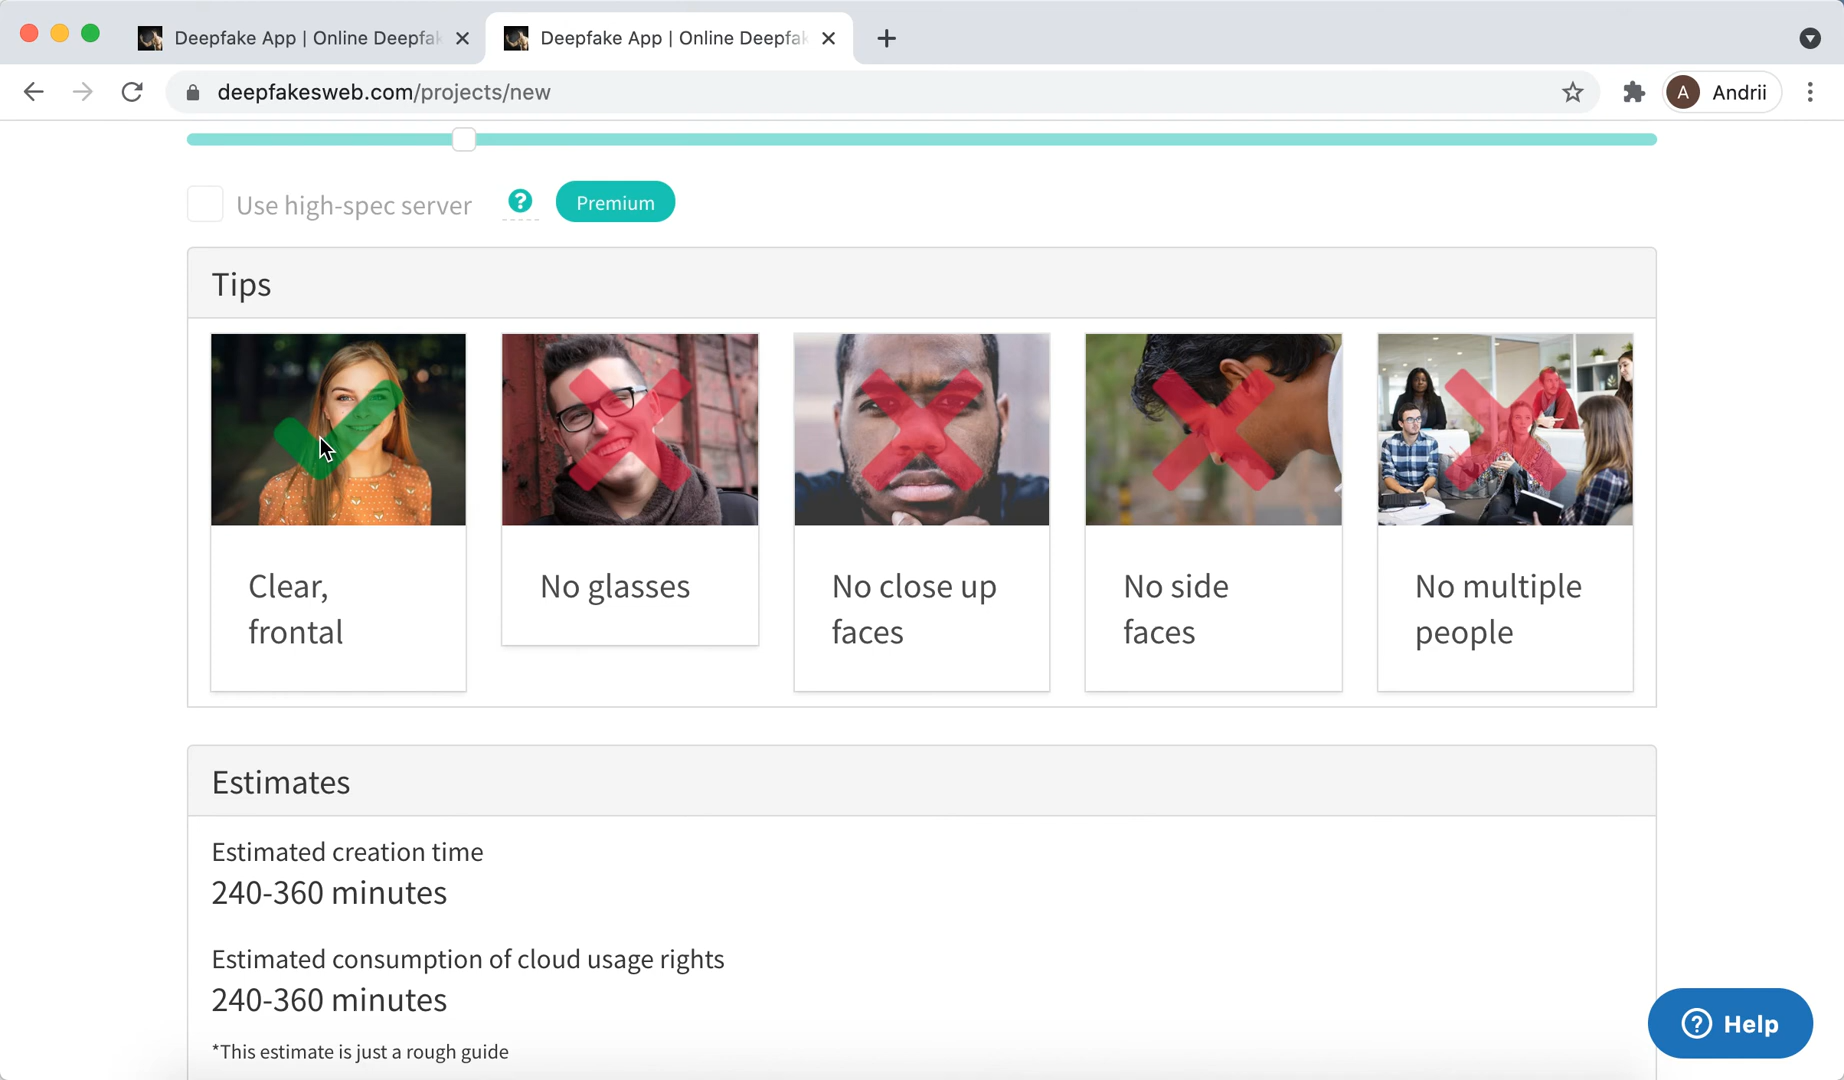 Deepfake App | Online Deepfak
Deepfake App | Online Deepfak
deepfakesweb.com/projects/new
A
Andrii
Use high-spec server
?
Premium
Tips
Clear,
frontal
No glasses
No close up
faces
No side
faces
No multiple
people
Estimates
Estimated creation time
240-360 minutes
Estimated consumption of cloud usage rights
240-360 minutes
*This estimate is just a rough guide
? Help